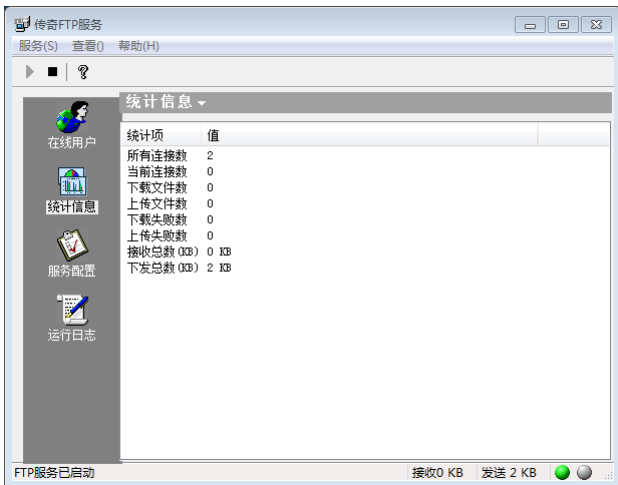 传奇FTP服务
服务(S) 查看() 帮助(H)
统计信息
在线用户
统计信息
服务配置
运行日志
统计项 值
所有连接数 2
当前连接数 0
下载文件数 0
上传文件数 0
下载失败数 0
上传失败数 0
接收总数(KB) 0 KB
下发总数(KB) 2 KB
FTP服务已启动 接收0 KB 发送 2 KB